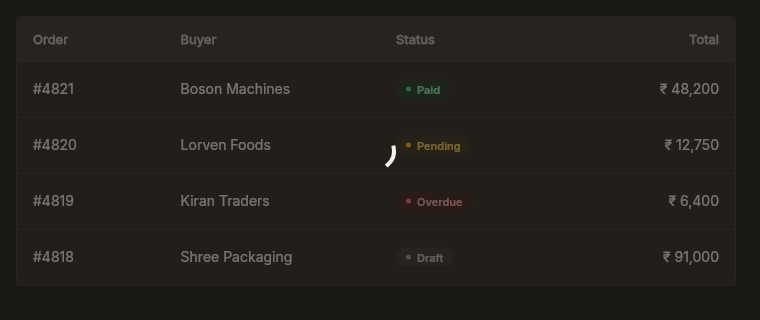 Order Buyer Status Total
#4821 Boson Machines Paid ₹ 48,200
#4820 Lorven Foods Pending ₹ 12,750
#4819 Kiran Traders Overdue ₹ 6,400
#4818 Shree Packaging Draft ₹ 91,000